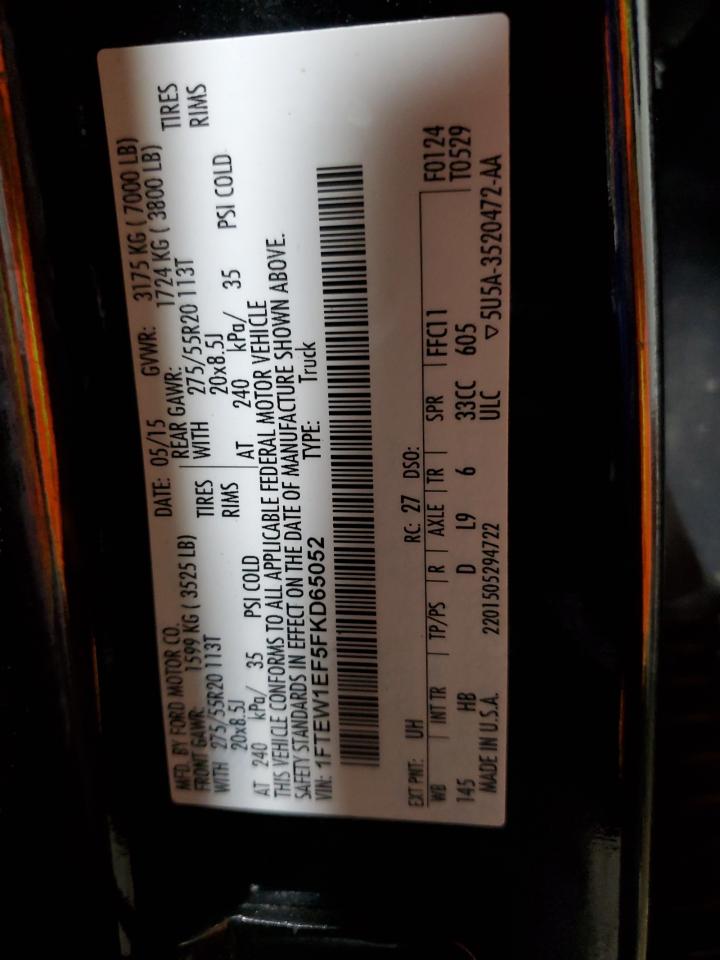 MFD. BY FORD MOTOR CO. DATE: 05/15 GVWR: 3175 KG ( 7000 LB)
FRONT GAWR: 1599 KG ( 3525 LB) REAR GAWR: 1724 KG ( 3800 LB)
WITH 275/55R20 113T TIRES WITH 275/55R20 113T TIRES
20x8.5J RIMS 20x8.5J RIMS
AT 240 kPa/ 35 PSI COLD AT 240 kPa/ 35 PSI COLD
THIS VEHICLE CONFORMS TO ALL APPLICABLE FEDERAL MOTOR VEHICLE
SAFETY STANDARDS IN EFFECT ON THE DATE OF MANUFACTURE SHOWN ABOVE.
VIN: 1FTEW1EF5FKD65052 TYPE: Truck
EXT PNT: UH RC: 27 DSO: F0124
WB INT TR TP/PS R AXLE TR SPR FFC11 T0529
145 HB D L9 6 33CC 605
MADE IN U.S.A. 2201505294722 ULC ▽5U5A-3520472-AA